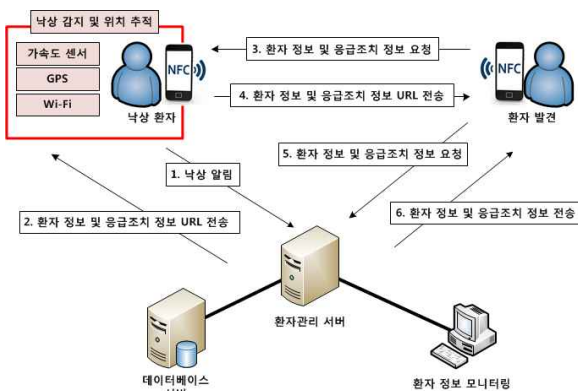 낙상 감지 및 위치 추적
가속도 센서
GPS
Wi-Fi
NFC
낙상 환자
3. 환자 정보 및 응급조치 정보 요청
4. 환자 정보 및 응급조치 정보 URL 전송
NFC
환자 발견
5. 환자 정보 및 응급조치 정보 요청
1. 낙상 알림
2. 환자 정보 및 응급조치 정보 URL 전송
6. 환자 정보 및 응급조치 정보 전송
환자관리 서버
데이터베이스
환자 정보 모니터링